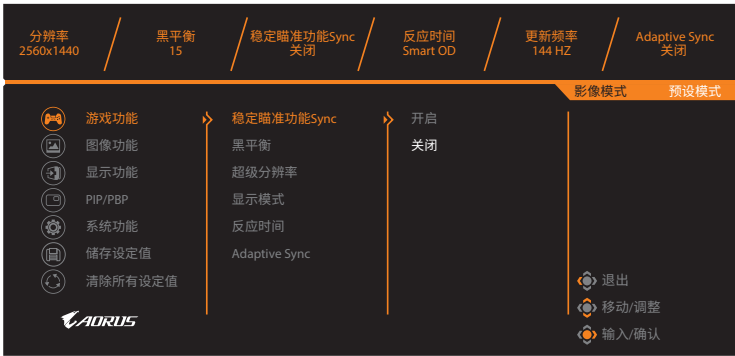 分辨率
2560x1440
黑平衡
15
稳定瞄准功能Sync
关闭
反应时间
Smart OD
更新频率
144 HZ
Adaptive Sync
关闭
影像模式 预设模式
游戏功能 稳定瞄准功能Sync 开启
图像功能 黑平衡 关闭
显示功能 超级分辨率
PIP/PBP 显示模式
系统功能 反应时间
储存设定值 Adaptive Sync
清除所有设定值
退出
移动/调整
输入/确认
AORUS